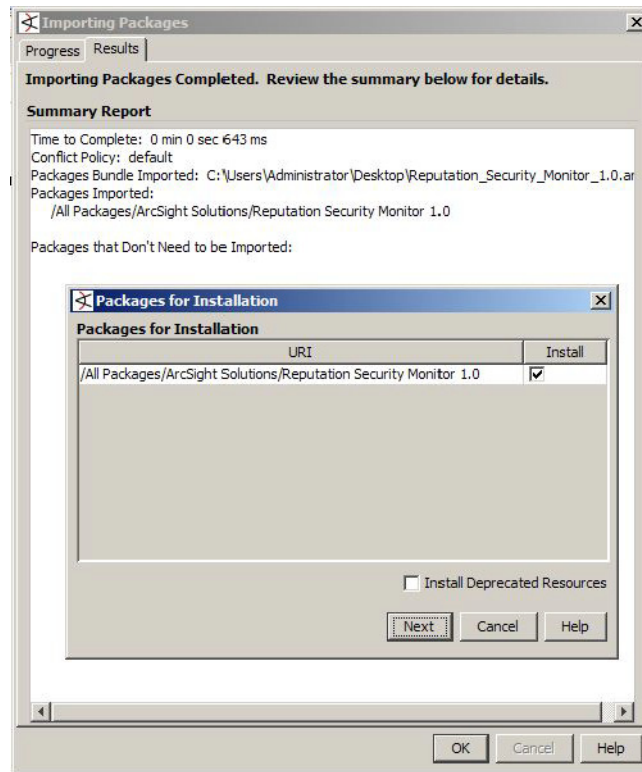 Importing Packages
Progress Results
Importing Packages Completed. Review the summary below for details.
Summary Report
Time to Complete: 0 min 0 sec 643 ms
Conflict Policy: default
Packages Bundle Imported: C:\Users\Administrator\Desktop\Reputation_Security_Monitor_1.0.ar
Packages Imported:
/All Packages/ArcSight Solutions/Reputation Security Monitor 1.0
Packages that Don't Need to be Imported:
Packages for Installation
Packages for Installation
URI Install
/All Packages/ArcSight Solutions/Reputation Security Monitor 1.0
Install Deprecated Resources
Next Cancel Help
OK Cancel Help